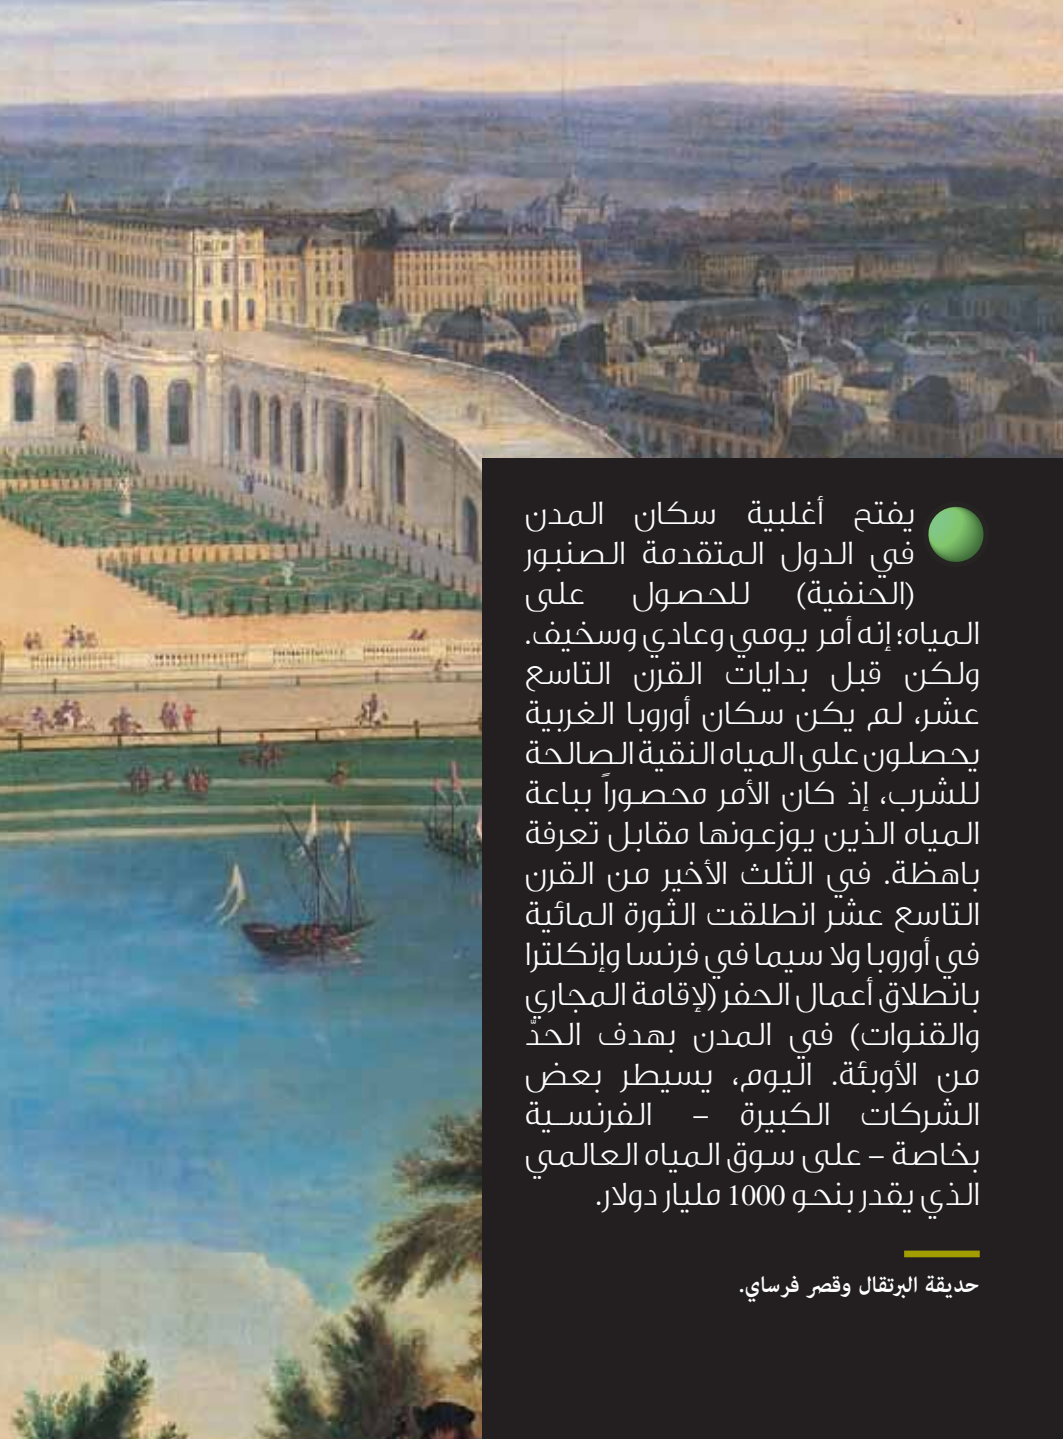 يفتح أغلبية سكان المدن
في الدول المتقدمة الصنبور
(الحنفية) للحصول على
المياه؛ إنه أمر يومي وعادي وسخيف.
ولكن قبل بدايات القرن التاسع
عشر، لم يكن سكان أوروبا الغربية
يحصلون على المياه النقية الصالحة
للشرب، إذ كان الأمر محصوراً بباعة
المياه الذين يوزعونها مقابل تعرفة
باهظة. في الثلث الأخير من القرن
التاسع عشر انطلقت الثورة المائية
في أوروبا ولا سيما في فرنسا وإنكلترا
بانطلاق أعمال الحفر (لإقامة المجاري
والقنوات) في المدن بهدف الحدّ
من الأوبئة. اليوم، يسيطر بعض
الشركات الكبيرة – الفرنسية
بخاصة – على سوق المياه العالمي
الذي يقدر بنحو 1000 مليار دولار.
حديقة البرتقال وقصر فرساي.